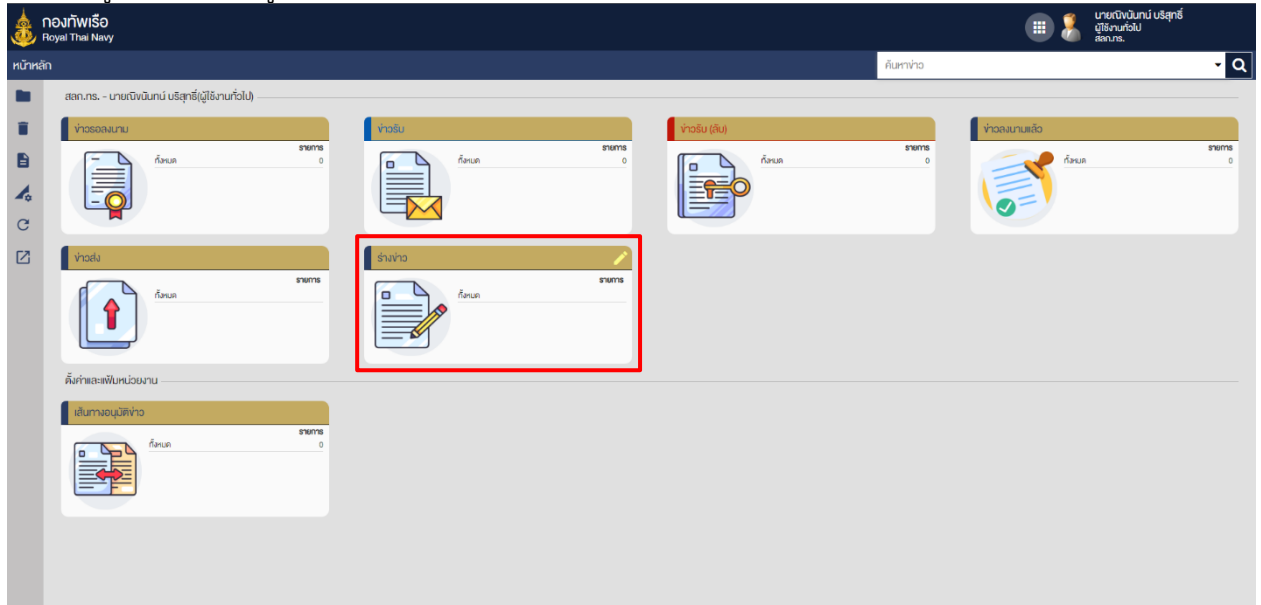 กองทัพเรือ
Royal Thai Navy
นายณิงนันทน์ บริสุทธิ์
ผู้ใช้งานทั่วไป
สลก.ทร.
หน้าหลัก
ค้นหาข่าว
สลก.ทร. - นายณิงนันทน์ บริสุทธิ์(ผู้ใช้งานทั่วไป)
ข่าวรอลงนาม
รายการ
ทั้งหมด 0
ข่าวรับ
รายการ
ทั้งหมด 0
ข่าวรับ (ลับ)
รายการ
ทั้งหมด 0
ข่าวลงนามแล้ว
รายการ
ทั้งหมด 0
ข่าวส่ง
รายการ
ทั้งหมด
ร่างข่าว
รายการ
ทั้งหมด
ตั้งค่าและแฟ้มหน่วยงาน
เส้นทางอนุมัติข่าว
รายการ
ทั้งหมด 0